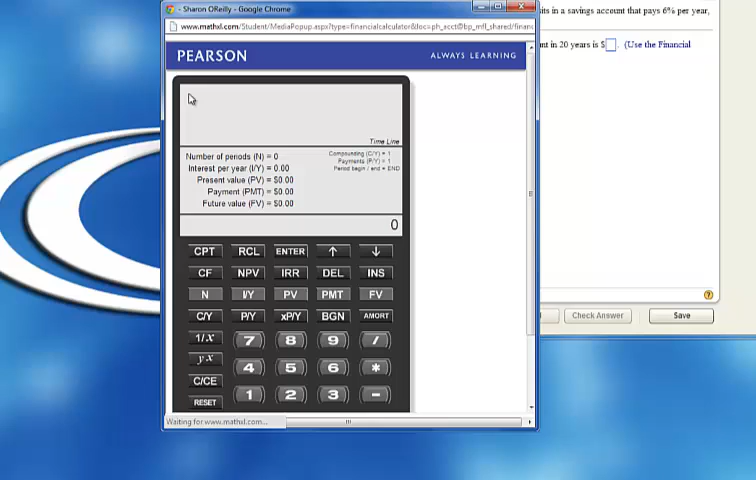 - Sharon OReilly - Google Chrome
www.mathxl.com/Student/MediaPopup.aspx?type=financialcalculator&loc=ph_acct@bp_mfl_shared/financ
its in a savings account that pays 6% per year,
PEARSON
ALWAYS LEARNING
nt in 20 years is $ . (Use the Financial
Time Line
Number of periods (N) = 0
Compounding (C/Y) = 1
Interest per year (I/Y) = 0.00
Payments (P/Y) = 1
Period begin / end = END
Present value (PV) = $0.00
Payment (PMT) = $0.00
Future value (FV) = $0.00
0
CPT RCL ENTER ↑ ↓
CF NPV IRR DEL INS
N I/Y PV PMT FV
C/Y P/Y xP/Y BGN AMORT
1/x 7 8 9 /
yx 4 5 6 *
C/CE
RESET 1 2 3 -
? 
Check Answer Save
Waiting for www.mathxl.com...